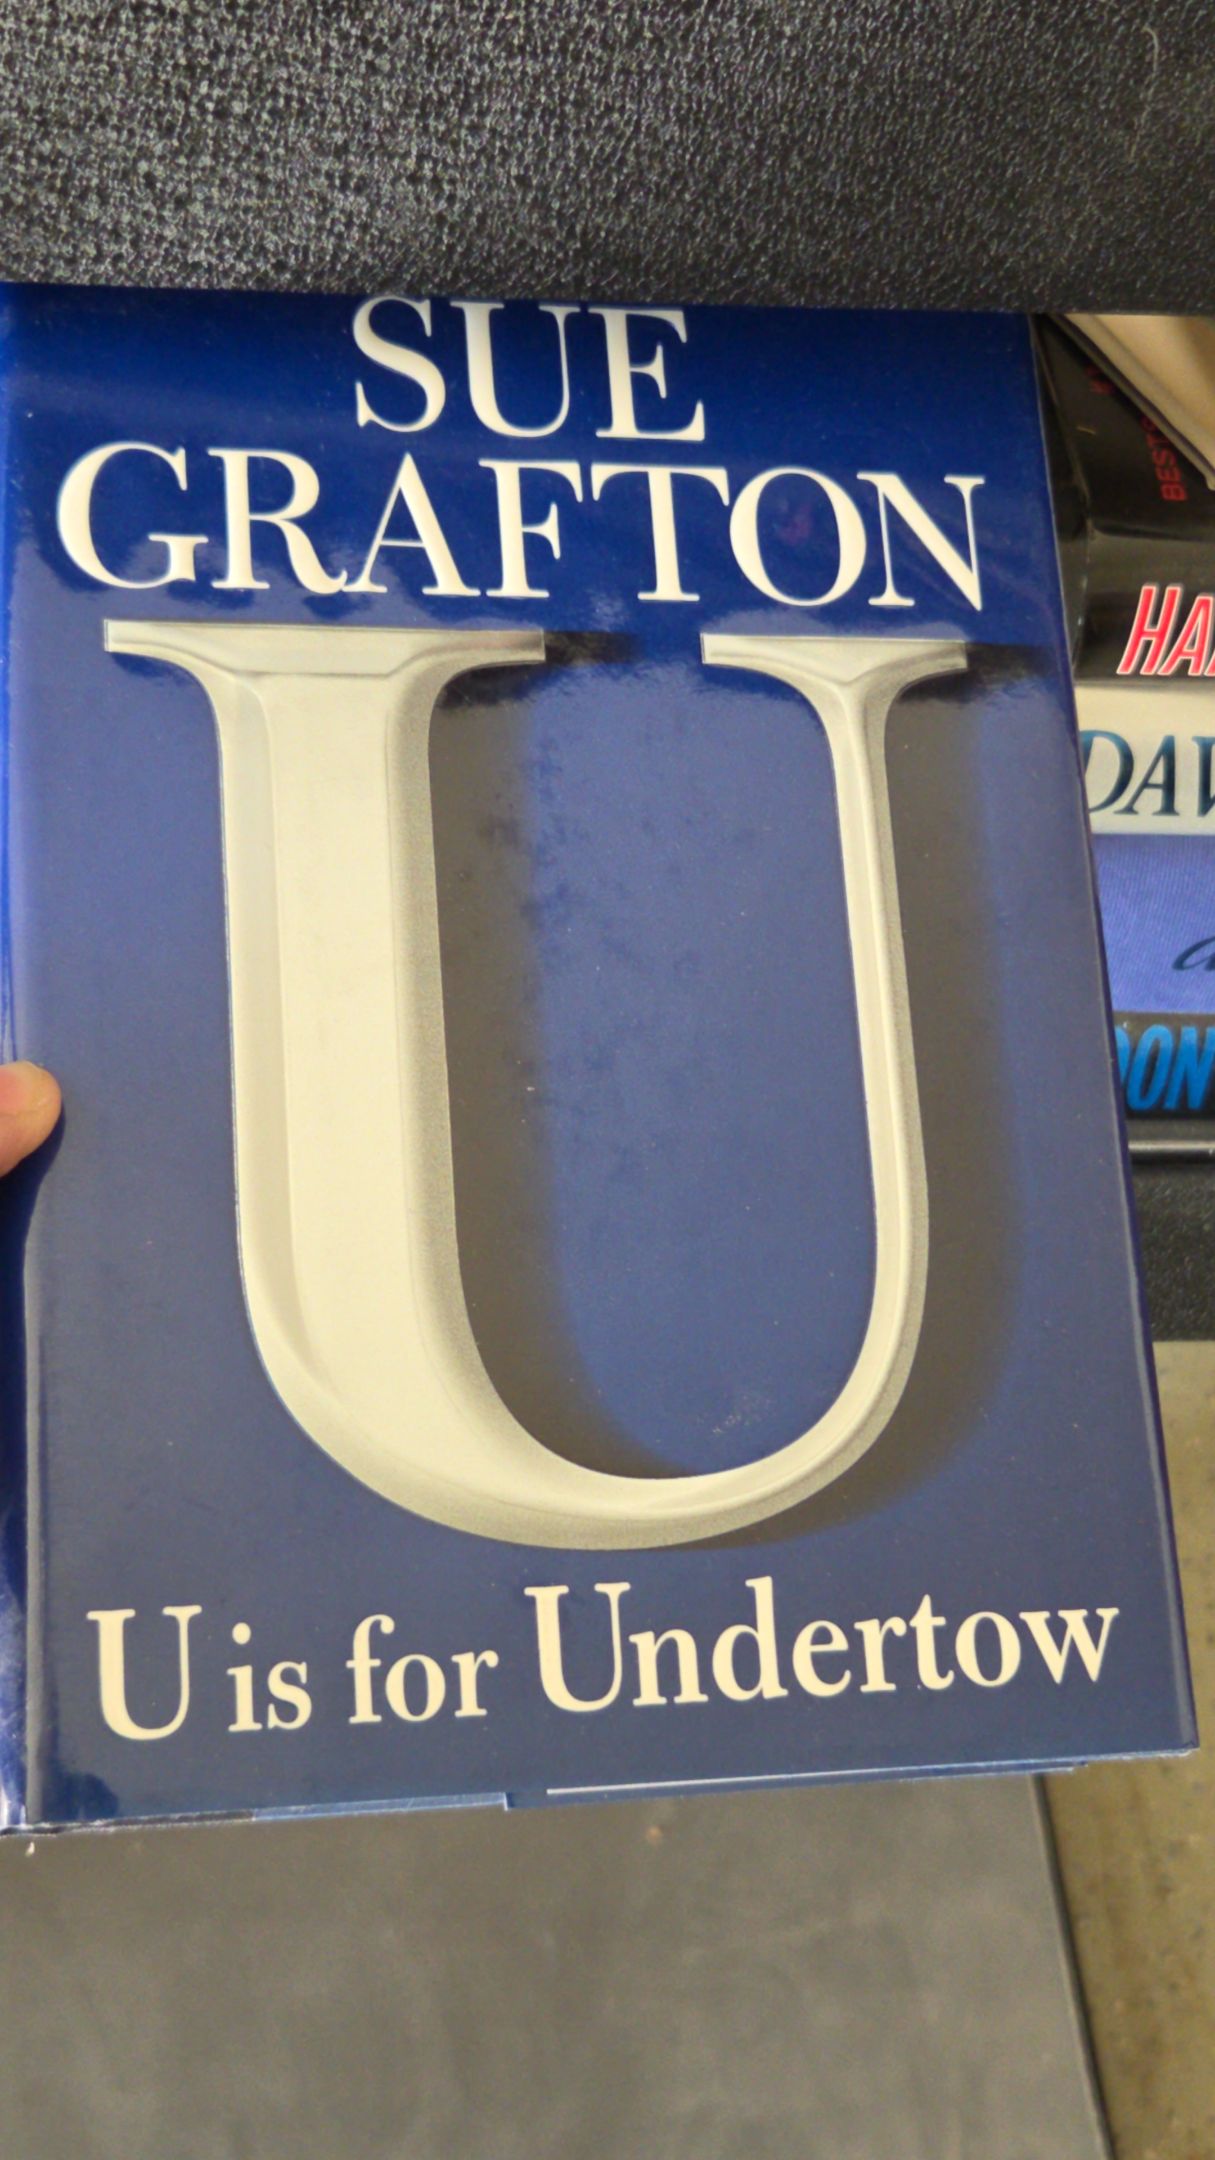 SUE
GRAFTON
U
U is for Undertow